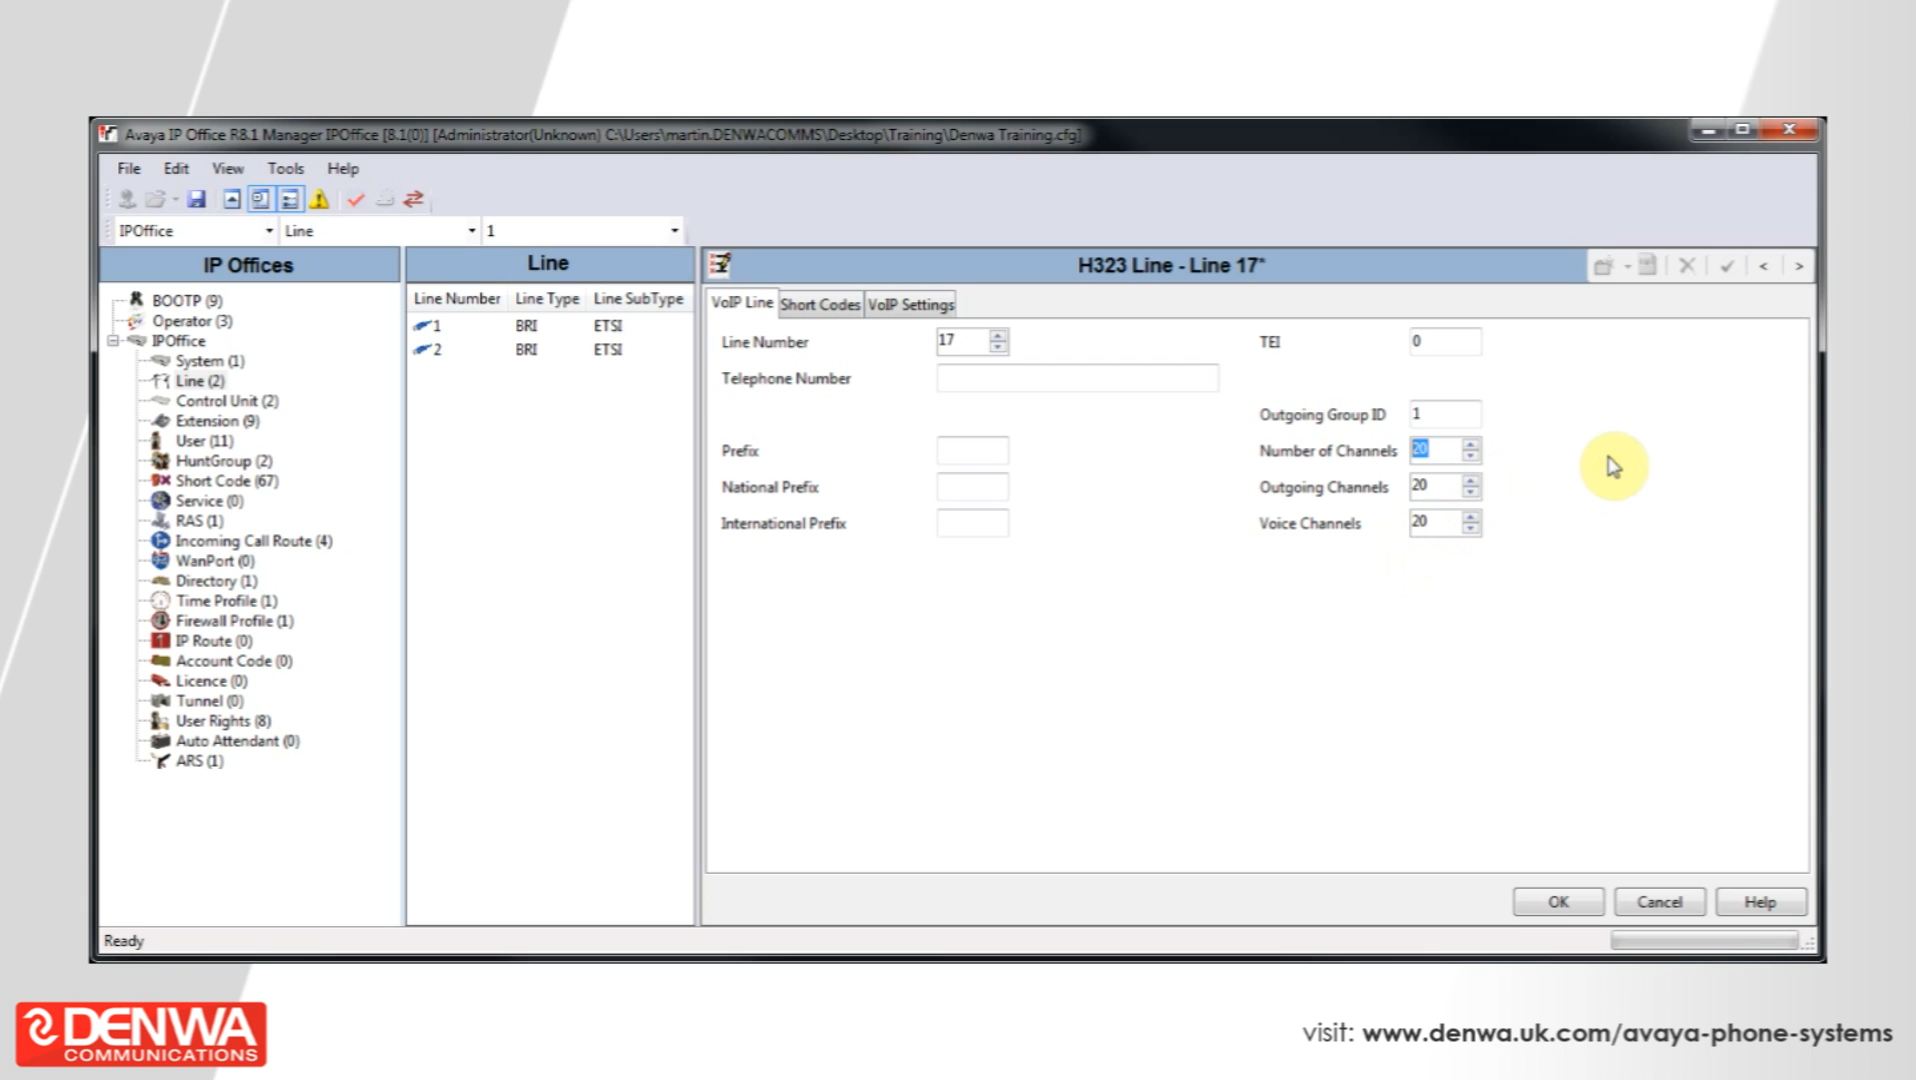 Avaya IP Office R8.1 Manager IPOffice [8.1(0)] [Administrator(Unknown) C:\Users\martin.DENWACOMMS\Desktop\Training\Denwa Training.cfg]
File Edit View Tools Help
IPOffice Line 1
IP Offices
BOOTP (9)
Operator (3)
IPOffice
System (1)
Line (2)
Control Unit (2)
Extension (9)
User (11)
HuntGroup (2)
Short Code (67)
Service (0)
RAS (1)
Incoming Call Route (4)
WanPort (0)
Directory (1)
Time Profile (1)
Firewall Profile (1)
IP Route (0)
Account Code (0)
Licence (0)
Tunnel (0)
User Rights (8)
Auto Attendant (0)
ARS (1)
Line
Line Number Line Type Line SubType
1 BRI ETSI
2 BRI ETSI
H323 Line - Line 17*
VoIP Line Short Codes VoIP Settings
Line Number 17 TEI 0
Telephone Number
Outgoing Group ID 1
Prefix Number of Channels 20
National Prefix Outgoing Channels 20
International Prefix Voice Channels 20
OK Cancel Help
Ready
DENWA
COMMUNICATIONS
visit: www.denwa.uk.com/avaya-phone-systems